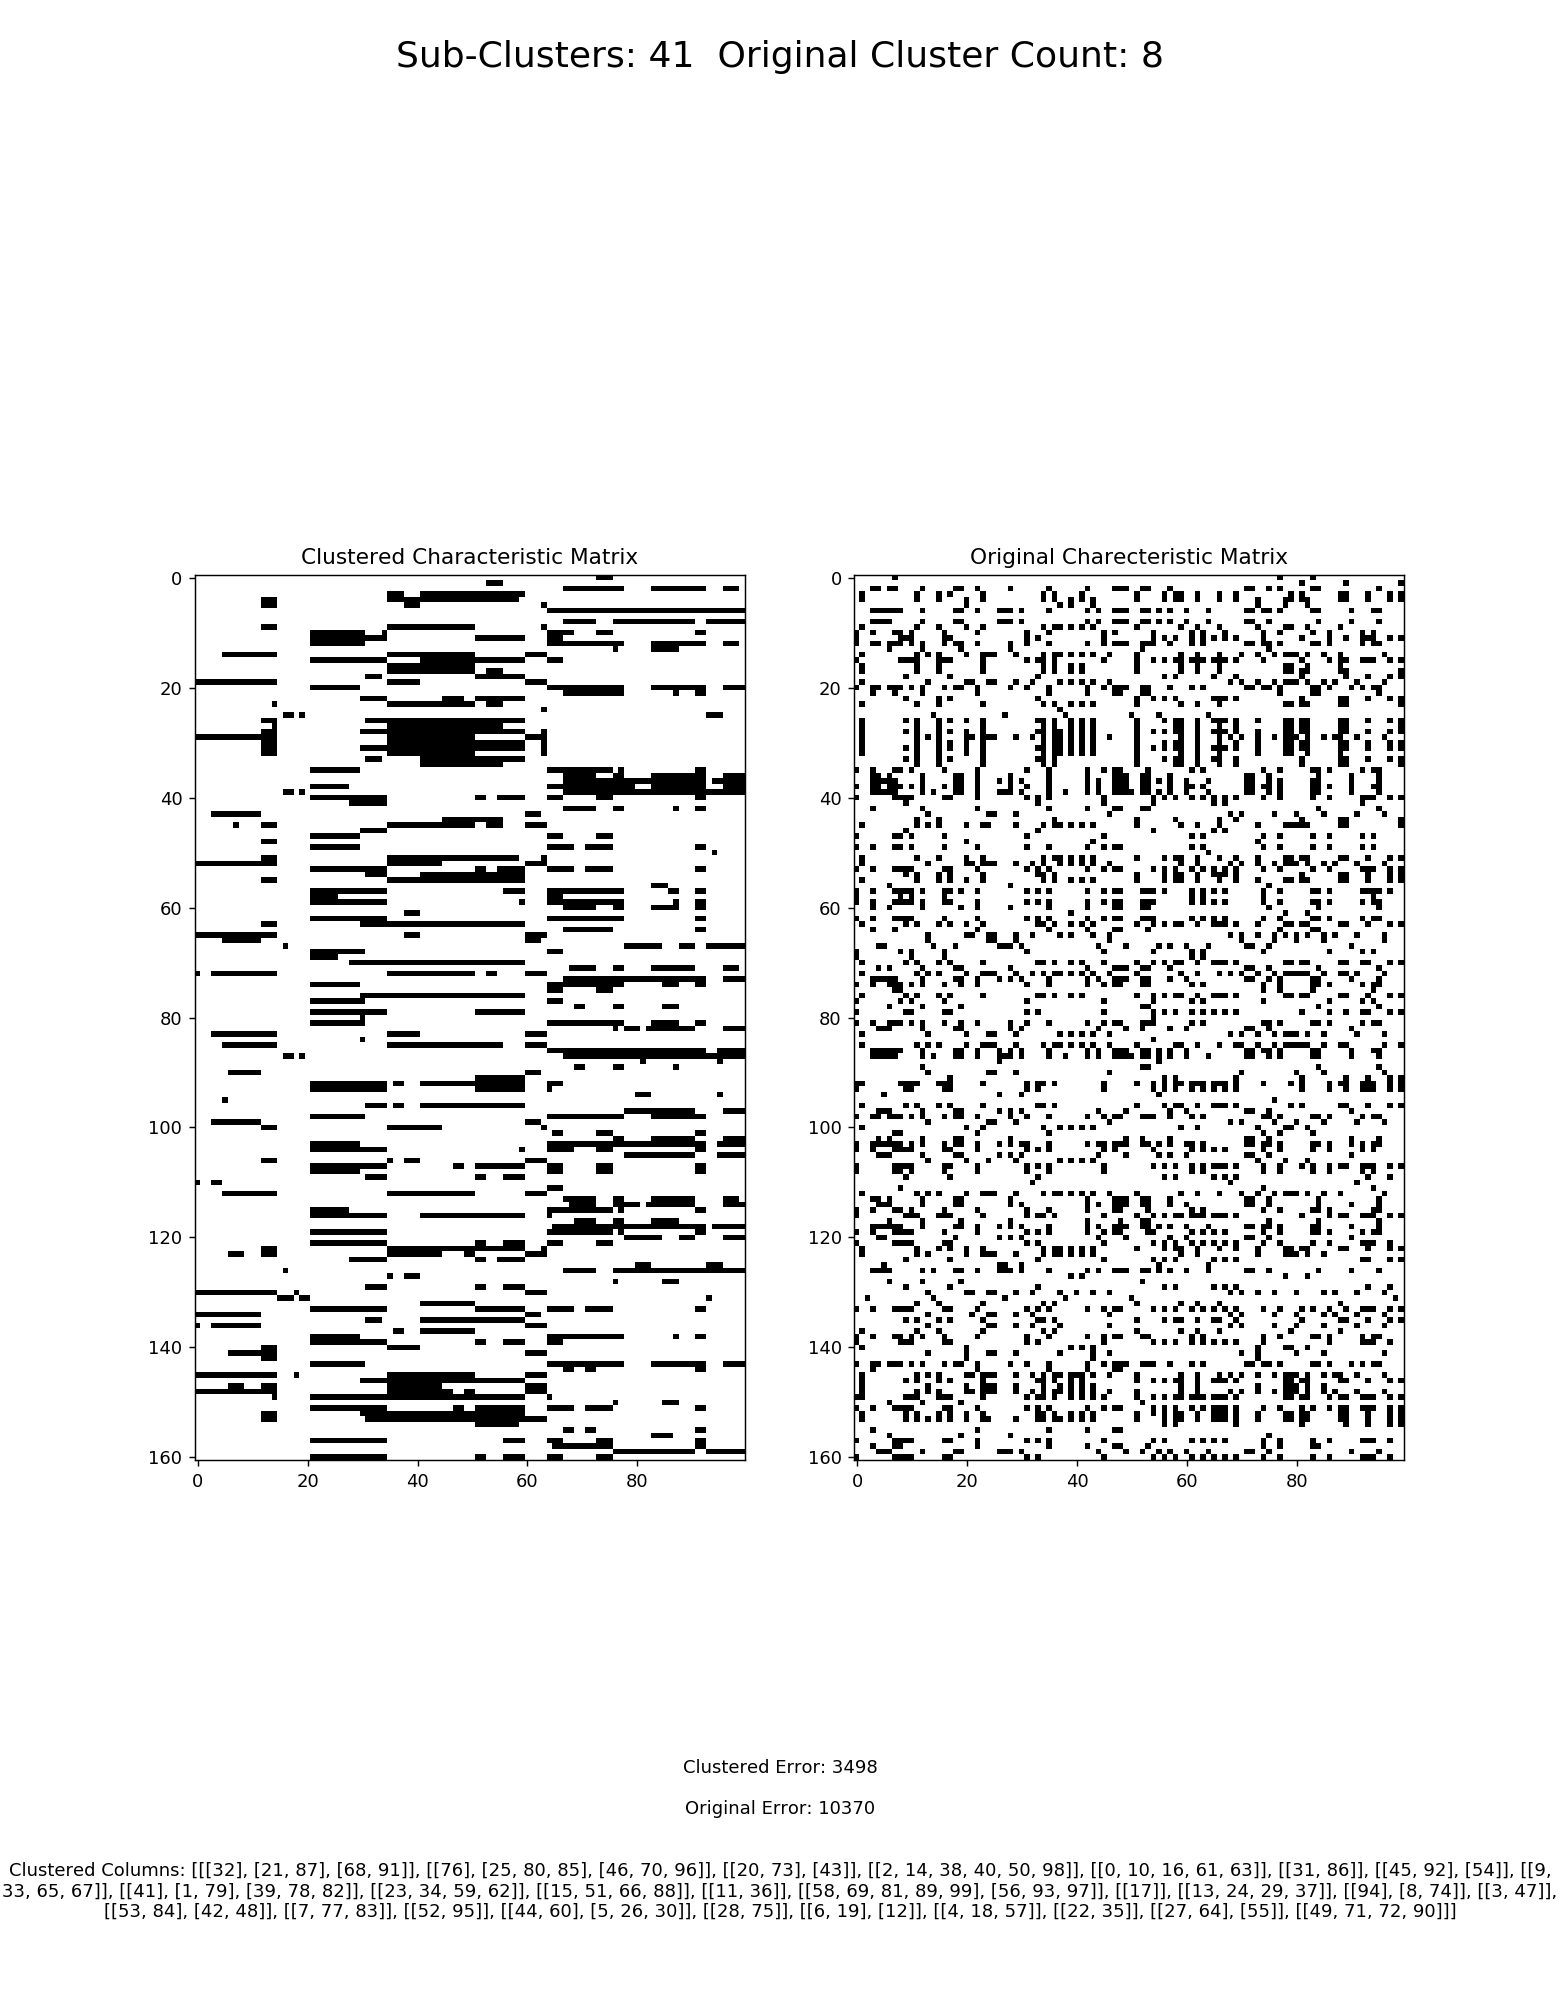 Sub-Clusters: 41  Original Cluster Count: 8
Clustered Characteristic Matrix
0
20
40
60
80
100
120
140
160
0 20 40 60 80
Original Charecteristic Matrix
0
20
40
60
80
100
120
140
160
0 20 40 60 80
Clustered Error: 3498
Original Error: 10370
Clustered Columns: [[[32], [21, 87], [68, 91]], [[76], [25, 80, 85], [46, 70, 96]], [[20, 73], [43]], [[2, 14, 38, 40, 50, 98]], [[0, 10, 16, 61, 63]], [[31, 86]], [[45, 92], [54]], [[9,
33, 65, 67]], [[41], [1, 79], [39, 78, 82]], [[23, 34, 59, 62]], [[15, 51, 66, 88]], [[11, 36]], [[58, 69, 81, 89, 99], [56, 93, 97]], [[17]], [[13, 24, 29, 37]], [[94], [8, 74]], [[3, 47]],
[[53, 84], [42, 48]], [[7, 77, 83]], [[52, 95]], [[44, 60], [5, 26, 30]], [[28, 75]], [[6, 19], [12]], [[4, 18, 57]], [[22, 35]], [[27, 64], [55]], [[49, 71, 72, 90]]]